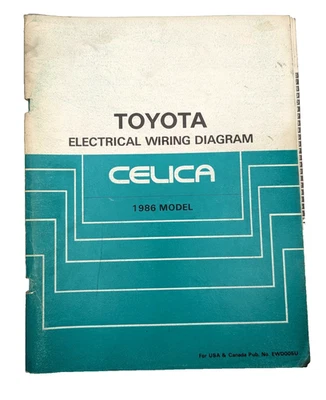 TOYOTA
ELECTRICAL WIRING DIAGRAM
CELICA
1986 MODEL
For USA & Canada Pub. No.